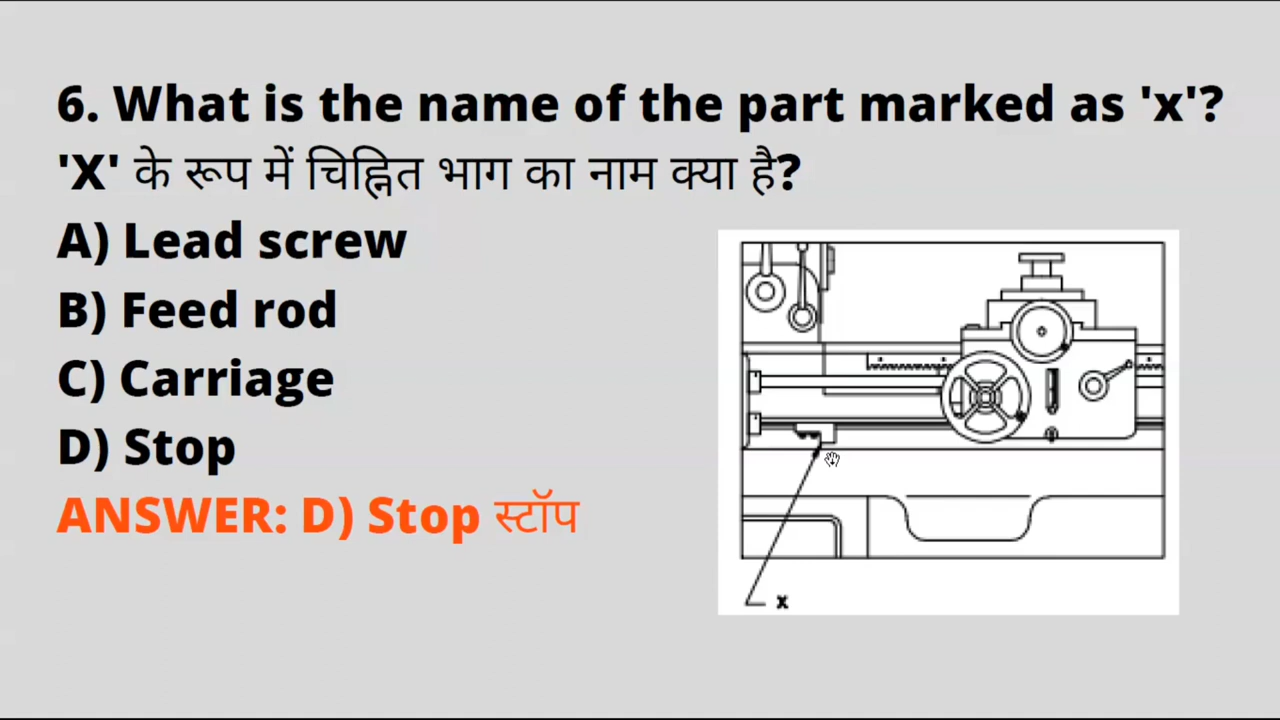 6. What is the name of the part marked as 'x'?
'X' के रूप में चिह्नित भाग का नाम क्या है?
A) Lead screw
B) Feed rod
C) Carriage
D) Stop
ANSWER: D) Stop स्टॉप
x